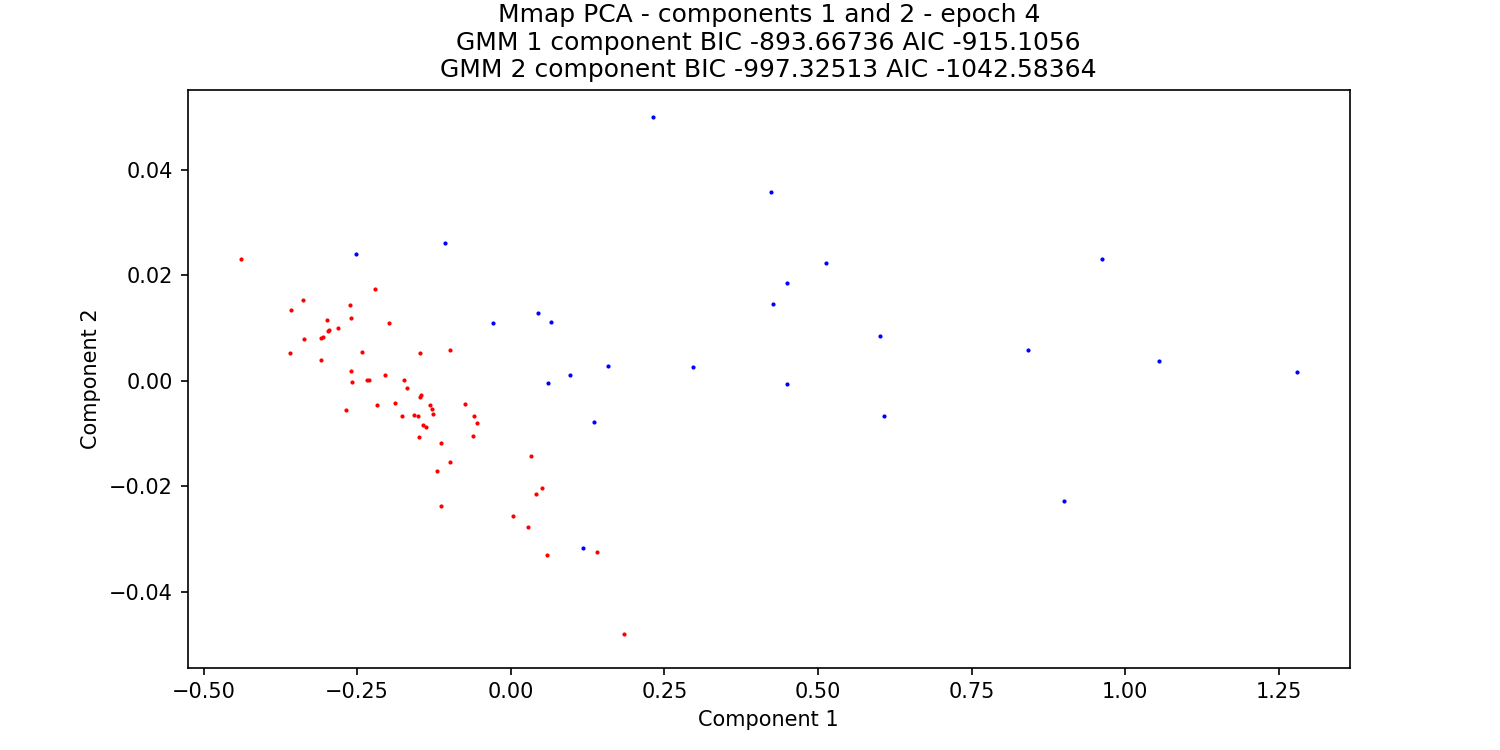 Mmap PCA - components 1 and 2 - epoch 4
GMM 1 component BIC -893.66736 AIC -915.1056
GMM 2 component BIC -997.32513 AIC -1042.58364
Component 2
0.04
0.02
0.00
−0.02
−0.04
−0.50 −0.25 0.00 0.25 0.50 0.75 1.00 1.25
Component 1